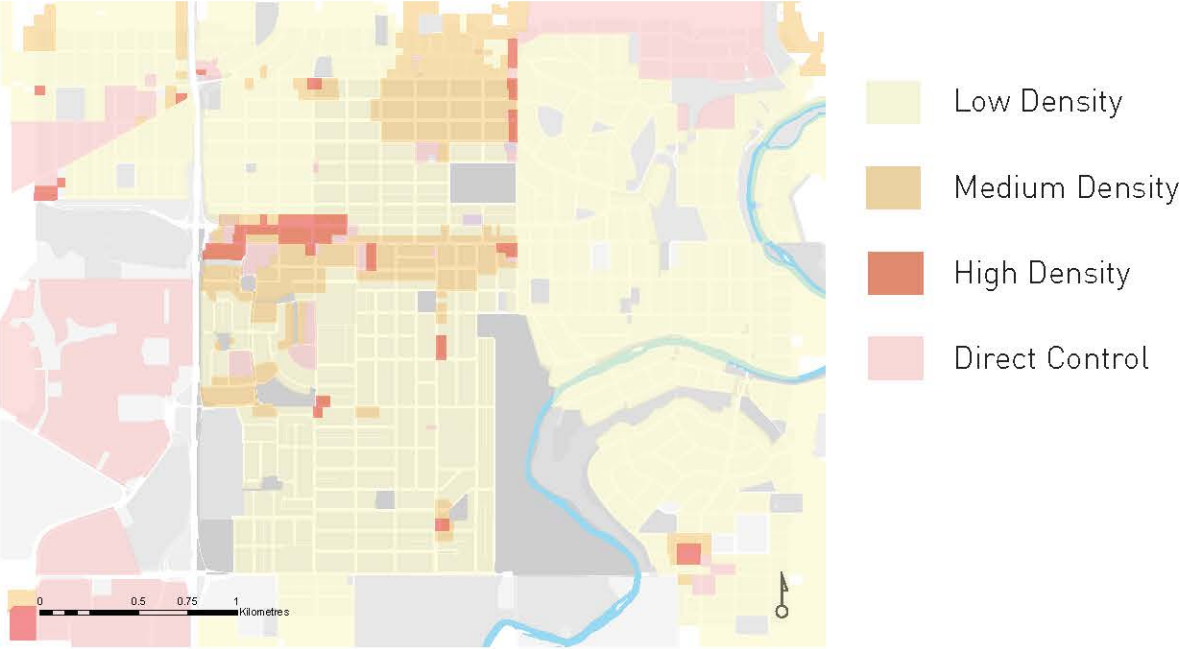 Low Density
Medium Density
High Density
Direct Control
0 0.5 0.75 1
Kilometres